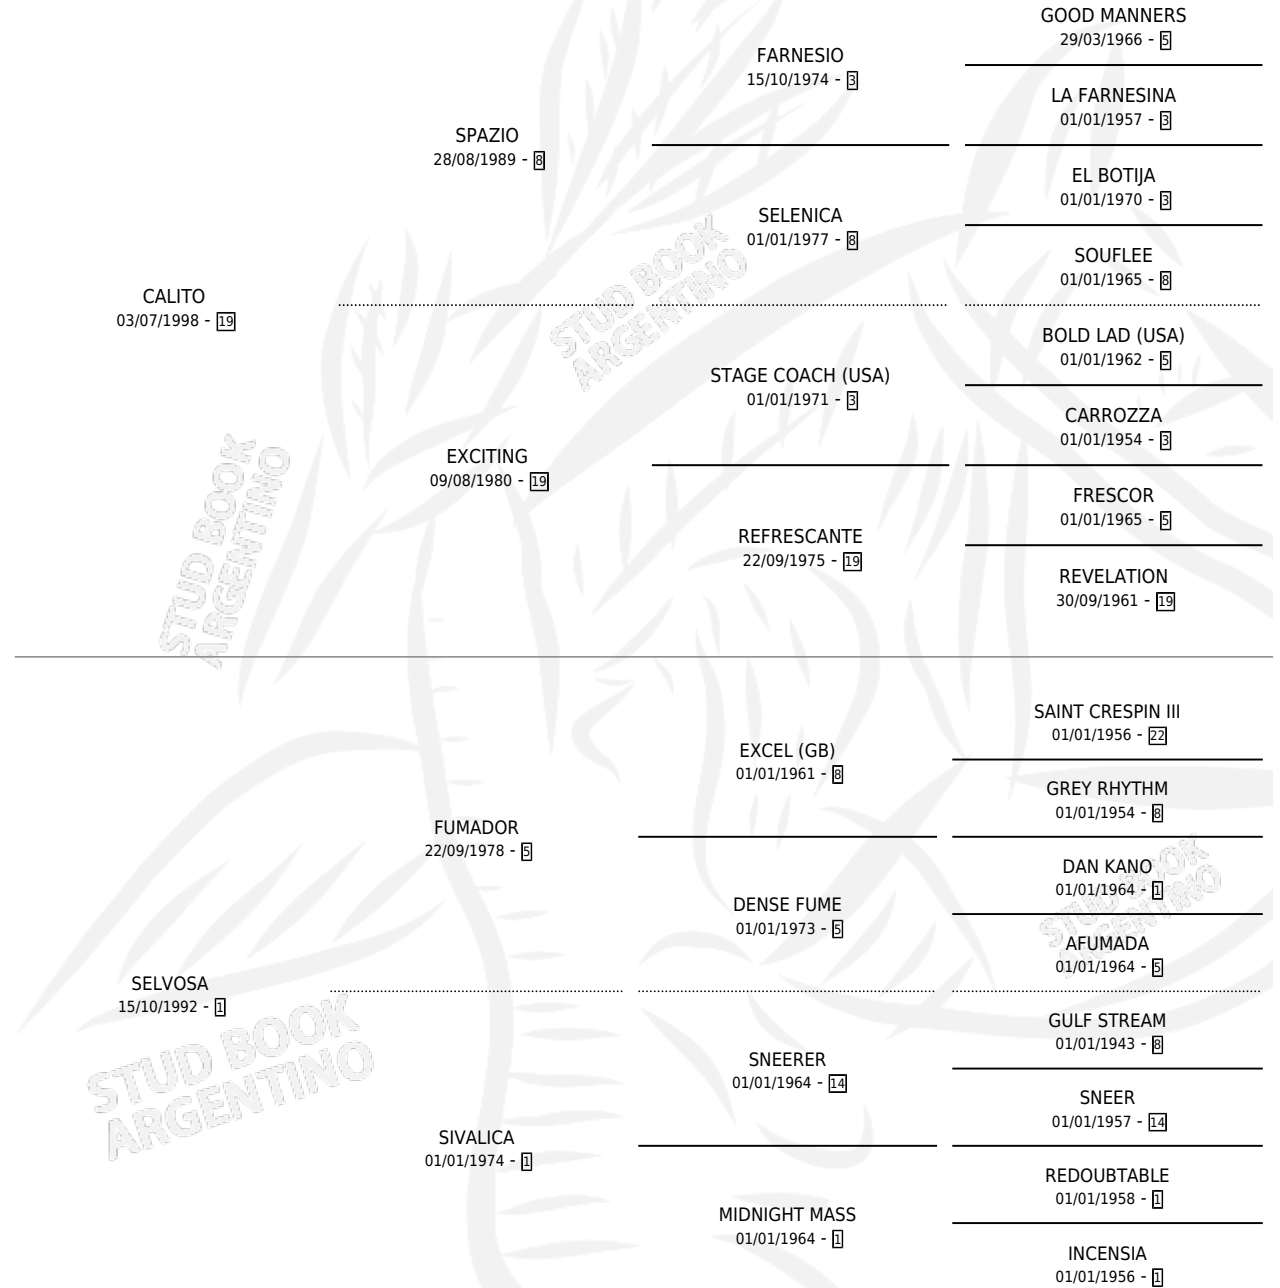 GOOD MANNERS
29/03/1966 - 5
FARNESIO
15/10/1974 - 3
LA FARNESINA
01/01/1957 - 3
SPAZIO
28/08/1989 - 8
EL BOTIJA
01/01/1970 - 3
SELENICA
01/01/1977 - 8
SOUFLEE
01/01/1965 - 8
CALITO
03/07/1998 - 19
BOLD LAD (USA)
01/01/1962 - 5
STAGE COACH (USA)
01/01/1971 - 3
CARROZZA
01/01/1954 - 3
EXCITING
09/08/1980 - 19
FRESCOR
01/01/1965 - 5
REFRESCANTE
22/09/1975 - 19
REVELATION
30/09/1961 - 19
SAINT CRESPIN III
01/01/1956 - 22
EXCEL (GB)
01/01/1961 - 8
GREY RHYTHM
01/01/1954 - 8
FUMADOR
22/09/1978 - 5
DAN KANO
01/01/1964 - 1
DENSE FUME
01/01/1973 - 5
AFUMADA
01/01/1964 - 5
SELVOSA
15/10/1992 - 1
GULF STREAM
01/01/1943 - 8
SNEERER
01/01/1964 - 14
SNEER
01/01/1957 - 14
SIVALICA
01/01/1974 - 1
REDOUBTABLE
01/01/1958 - 1
MIDNIGHT MASS
01/01/1964 - 1
INCENSIA
01/01/1956 - 1
STUD BOOK
ARGENTINO
STUD BOOK
ARGENTINO
STUD BOOK
ARGENTINO
STUD BOOK
ARGENTINO